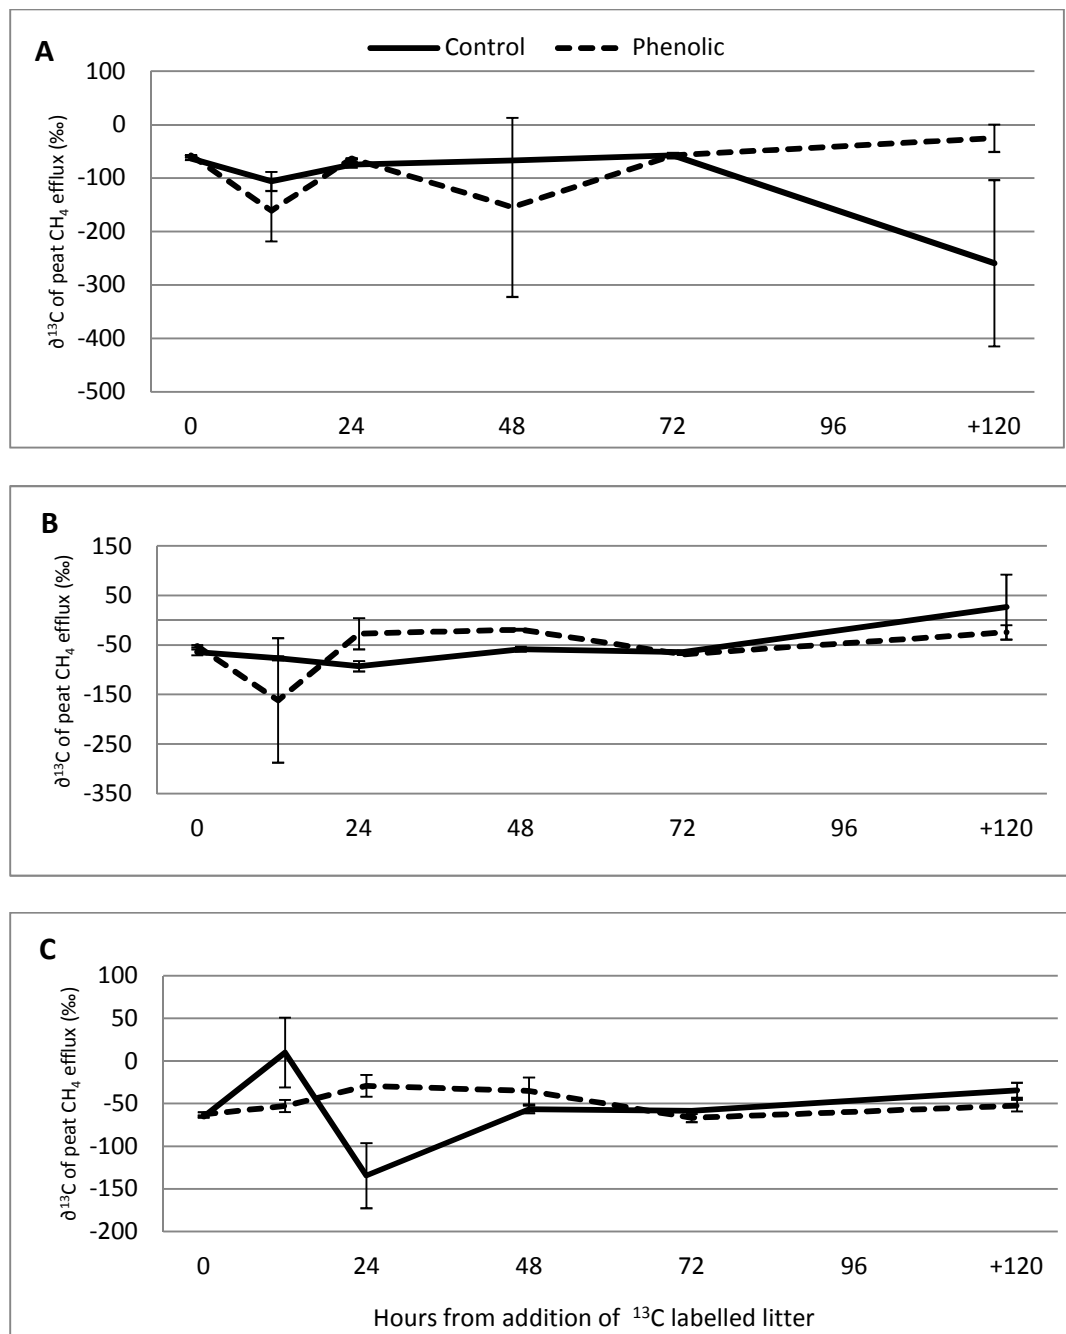 A
Control Phenolic
∂¹³C of peat CH₄ efflux (‰)
100
0
-100
-200
-300
-400
-500
0 24 48 72 96 +120
B
∂¹³C of peat CH₄ efflux (‰)
150
50
-50
-150
-250
-350
0 24 48 72 96 +120
C
∂¹³C of peat CH₄ efflux (‰)
100
50
0
-50
-100
-150
-200
0 24 48 72 96 +120
Hours from addition of ¹³C labelled litter